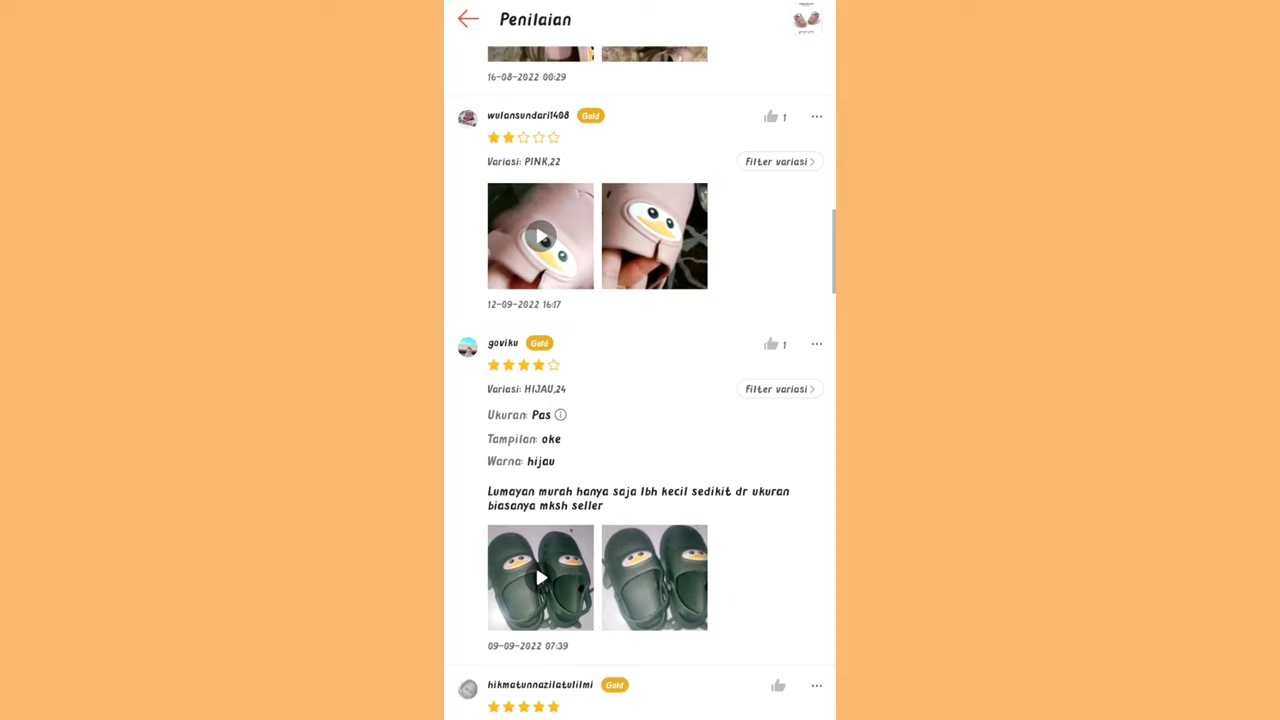 Penilaian
16-08-2022 00:29
wulansundari1408 Gold 1
Variasi: PINK,22 Filter variasi
12-09-2022 16:17
goviku Gold 1
Variasi: HIJAU,24 Filter variasi
Ukuran: Pas
Tampilan: oke
Warna: hijau
Lumayan murah hanya saja lbh kecil sedikit dr ukuran
biasanya mksh seller
09-09-2022 07:39
hikmatunnazilatulilmi Gold